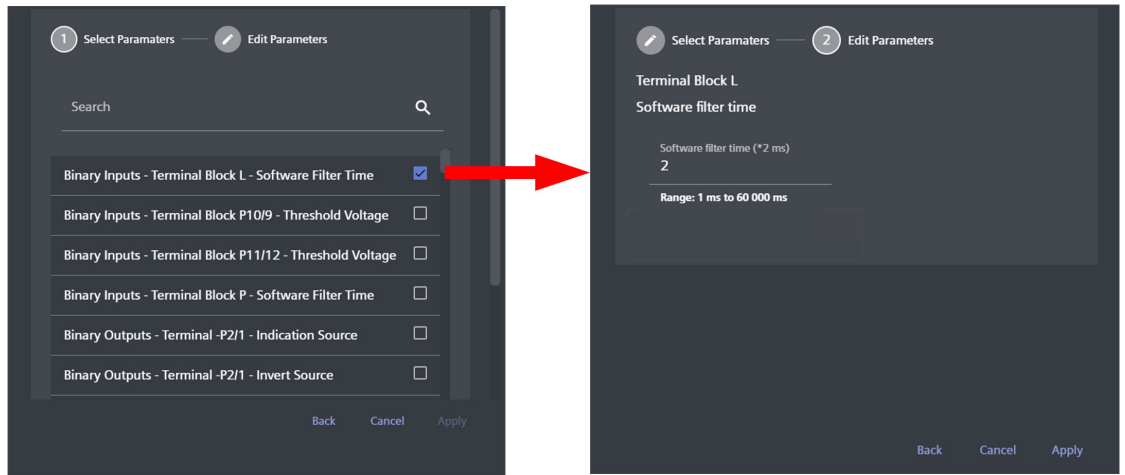 1 Select Paramaters Edit Parameters
Search
Binary Inputs - Terminal Block L - Software Filter Time
Binary Inputs - Terminal Block P10/9 - Threshold Voltage
Binary Inputs - Terminal Block P11/12 - Threshold Voltage
Binary Inputs - Terminal Block P - Software Filter Time
Binary Outputs - Terminal -P2/1 - Indication Source
Binary Outputs - Terminal -P2/1 - Invert Source
Back Cancel Apply
Select Paramaters 2 Edit Parameters
Terminal Block L
Software filter time
Software filter time (*2 ms)
2
Range: 1 ms to 60 000 ms
Back Cancel Apply